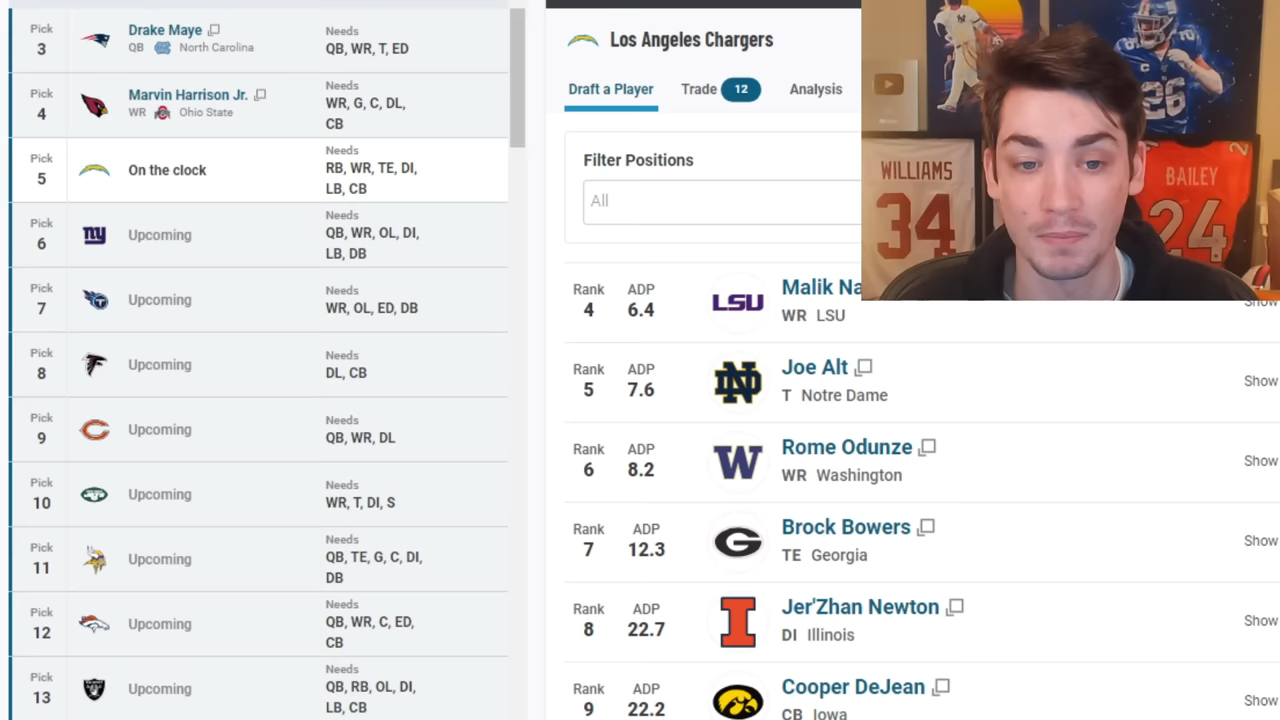 Pick
3
Drake Maye
QB North Carolina
Needs
QB, WR, T, ED
Pick
4
Marvin Harrison Jr.
WR Ohio State
Needs
WR, G, C, DL,
CB
Pick
5
On the clock
Needs
RB, WR, TE, DI,
LB, CB
Pick
6
ny
Upcoming
Needs
QB, WR, OL, DI,
LB, DB
Pick
7
Upcoming
Needs
WR, OL, ED, DB
Pick
8
Upcoming
Needs
DL, CB
Pick
9
Upcoming
Needs
QB, WR, DL
Pick
10
Upcoming
Needs
WR, T, DI, S
Pick
11
Upcoming
Needs
QB, TE, G, C, DI,
DB
Pick
12
Upcoming
Needs
QB, WR, C, ED,
CB
Pick
13
Upcoming
Needs
QB, RB, OL, DI,
LB, CB
Los Angeles Chargers
Draft a Player Trade 12 Analysis
Filter Positions
All
Rank ADP
4 6.4
LSU
Malik Na
WR LSU
Show
Rank ADP
5 7.6
ND
Joe Alt
T Notre Dame
Show
Rank ADP
6 8.2
W
Rome Odunze
WR Washington
Show
Rank ADP
7 12.3
G
Brock Bowers
TE Georgia
Show
Rank ADP
8 22.7
I
Jer'Zhan Newton
DI Illinois
Show
Rank ADP
9 22.2
Cooper DeJean
CB Iowa
Show
WILLIAMS
34
26
C
BAILEY
24
2